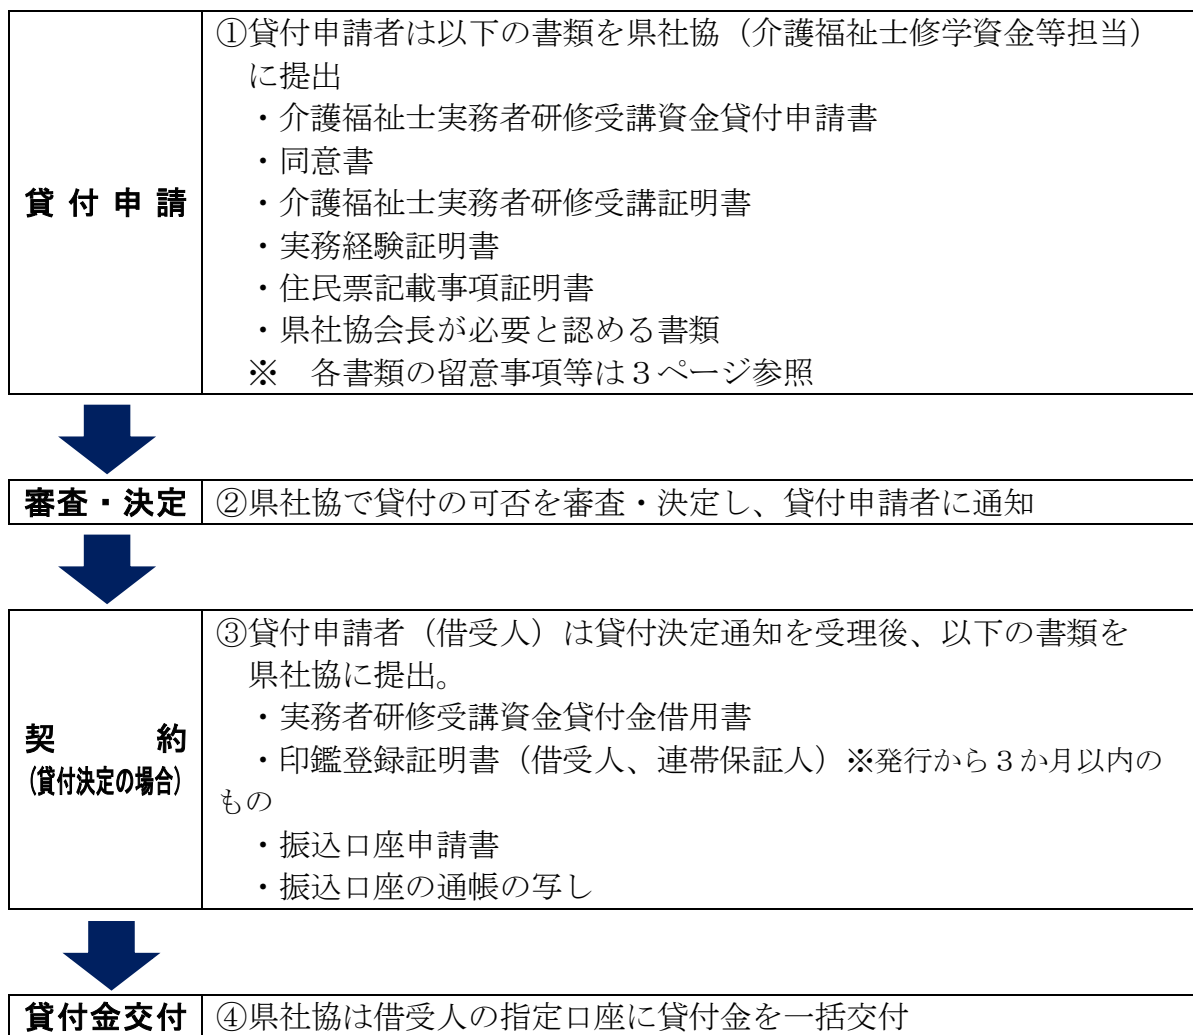 ①貸付申請者は以下の書類を県社協（介護福祉士修学資金等担当）
に提出
・介護福祉士実務者研修受講資金貸付申請書
・同意書
貸付申請
・介護福祉士実務者研修受講証明書
・実務経験証明書
・住民票記載事項証明書
・県社協会長が必要と認める書類
※　各書類の留意事項等は３ページ参照
審査・決定
②県社協で貸付の可否を審査・決定し、貸付申請者に通知
③貸付申請者（借受人）は貸付決定通知を受理後、以下の書類を
県社協に提出。
・実務者研修受講資金貸付金借用書
契約
（貸付決定の場合）
・印鑑登録証明書（借受人、連帯保証人）※発行から３か月以内の
もの
・振込口座申請書
・振込口座の通帳の写し
貸付金交付
④県社協は借受人の指定口座に貸付金を一括交付